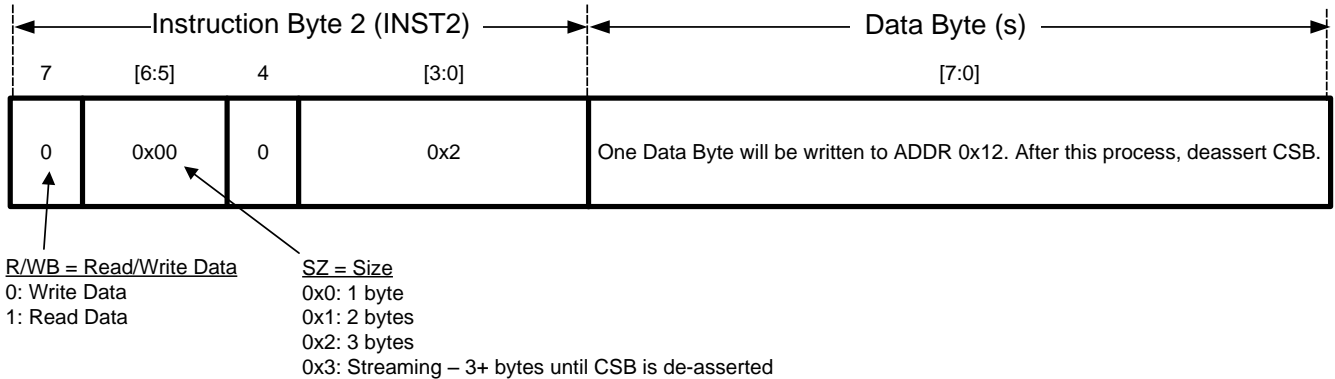 Instruction Byte 2 (INST2) Data Byte (s)
7 [6:5] 4 [3:0] [7:0]
0 0x00 0 0x2 One Data Byte will be written to ADDR 0x12. After this process, deassert CSB.
R/WB = Read/Write Data
0: Write Data
1: Read Data
SZ = Size
0x0: 1 byte
0x1: 2 bytes
0x2: 3 bytes
0x3: Streaming – 3+ bytes until CSB is de-asserted